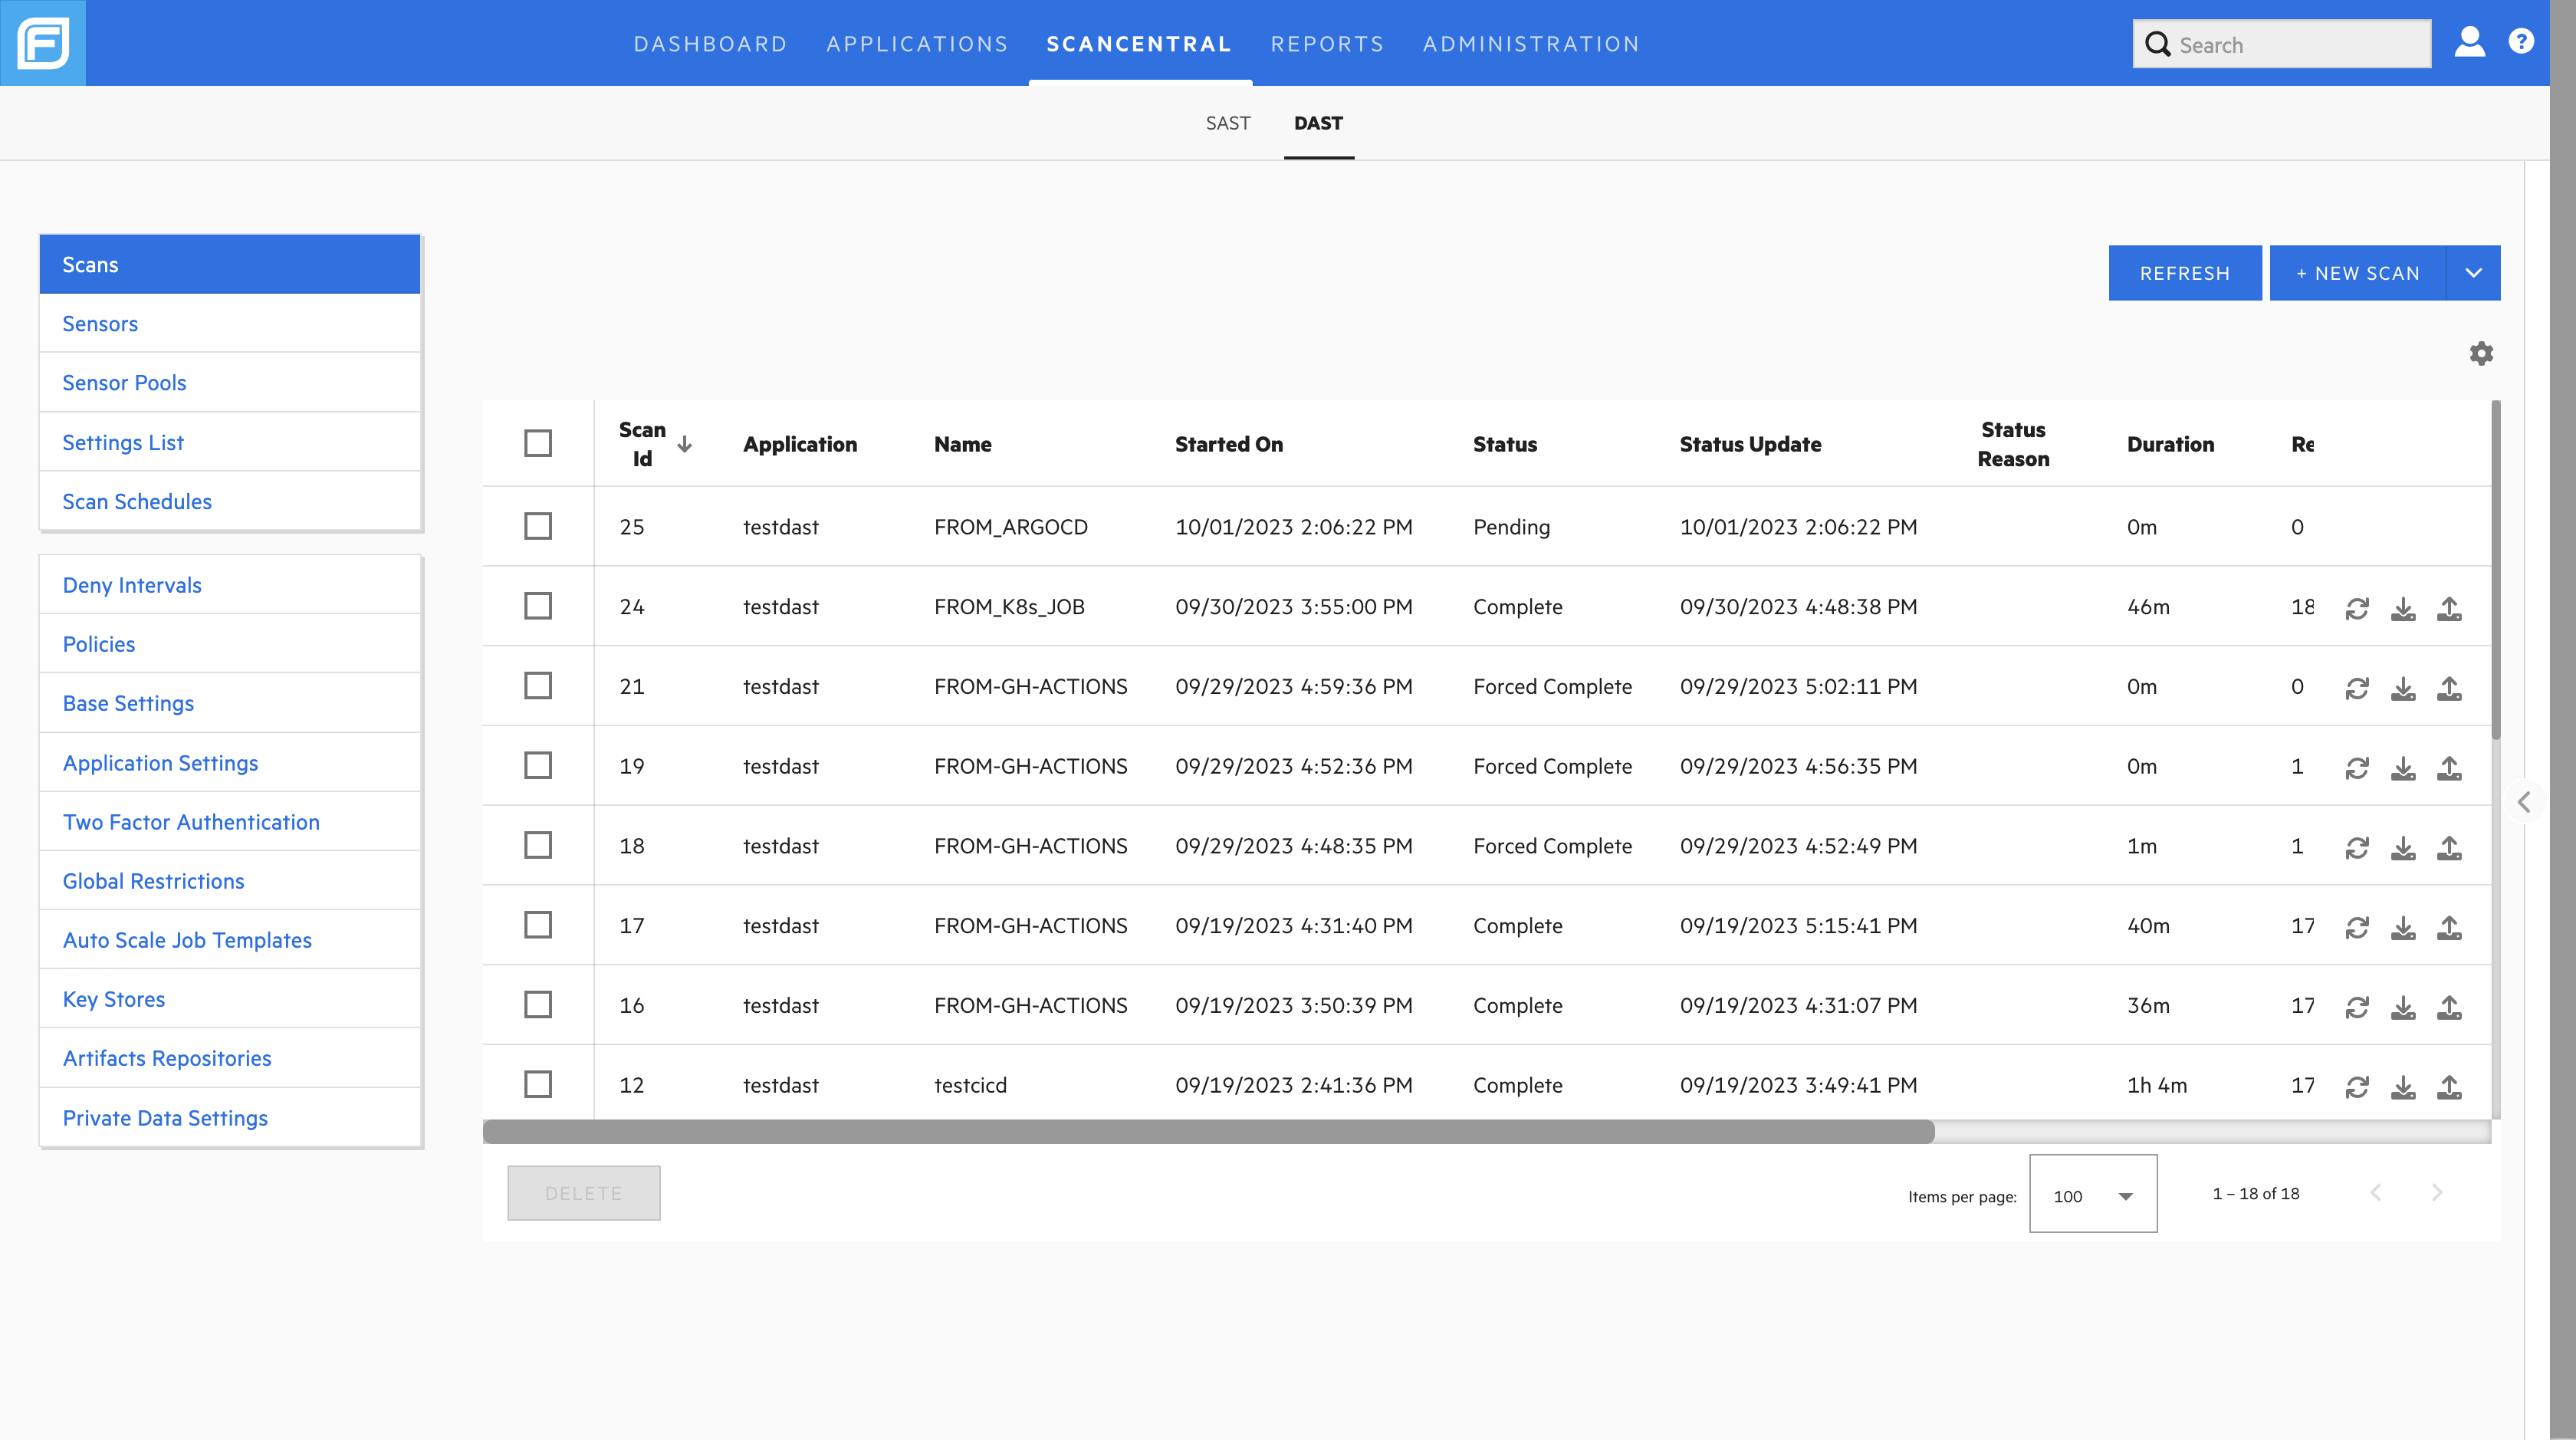 DASHBOARD APPLICATIONS SCANCENTRAL REPORTS ADMINISTRATION Search ?
SAST DAST
Scans
Sensors
Sensor Pools
Settings List
Scan Schedules
Deny Intervals
Policies
Base Settings
Application Settings
Two Factor Authentication
Global Restrictions
Auto Scale Job Templates
Key Stores
Artifacts Repositories
Private Data Settings
REFRESH + NEW SCAN
Scan Id Application Name Started On Status Status Update Status Reason Duration Re
25 testdast FROM_ARGOCD 10/01/2023 2:06:22 PM Pending 10/01/2023 2:06:22 PM 0m 0
24 testdast FROM_K8s_JOB 09/30/2023 3:55:00 PM Complete 09/30/2023 4:48:38 PM 46m 18
21 testdast FROM-GH-ACTIONS 09/29/2023 4:59:36 PM Forced Complete 09/29/2023 5:02:11 PM 0m 0
19 testdast FROM-GH-ACTIONS 09/29/2023 4:52:36 PM Forced Complete 09/29/2023 4:56:35 PM 0m 1
18 testdast FROM-GH-ACTIONS 09/29/2023 4:48:35 PM Forced Complete 09/29/2023 4:52:49 PM 1m 1
17 testdast FROM-GH-ACTIONS 09/19/2023 4:31:40 PM Complete 09/19/2023 5:15:41 PM 40m 17
16 testdast FROM-GH-ACTIONS 09/19/2023 3:50:39 PM Complete 09/19/2023 4:31:07 PM 36m 17
12 testdast testcicd 09/19/2023 2:41:36 PM Complete 09/19/2023 3:49:41 PM 1h 4m 17
DELETE Items per page: 100 1 – 18 of 18